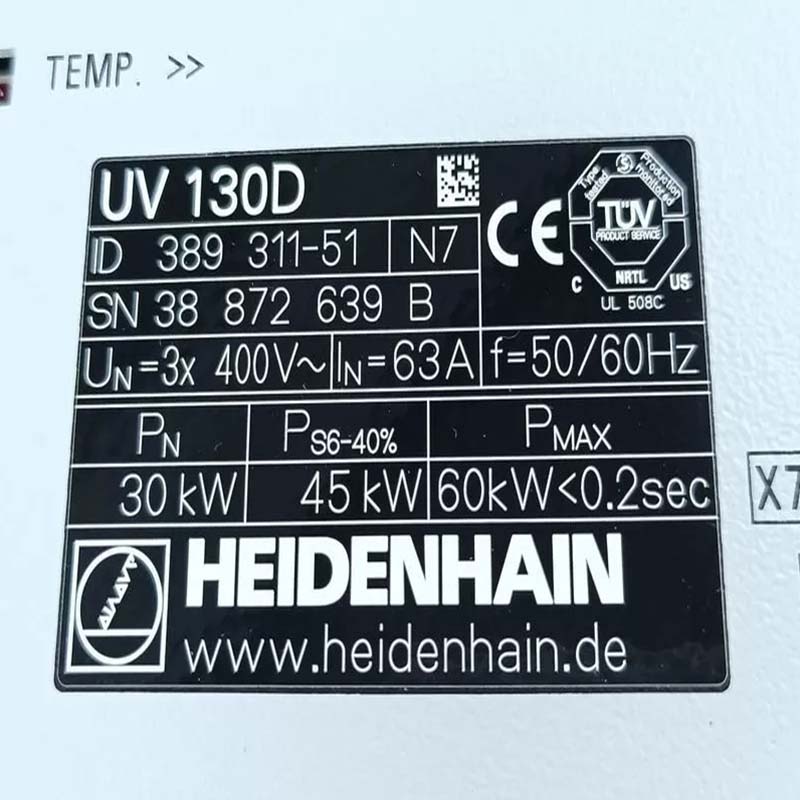 TEMP. >>
UV 130D
ID 389 311-51 N7
SN 38 872 639 B
CE
Type tested
Production monitored
TÜV
PRODUCT SERVICE
C NRTL US
UL 508C
UN=3x 400V~ IN=63A f=50/60Hz
PN PS6-40% PMAX
30 kW 45 kW 60kW<0.2sec
X7
HEIDENHAIN
www.heidenhain.de